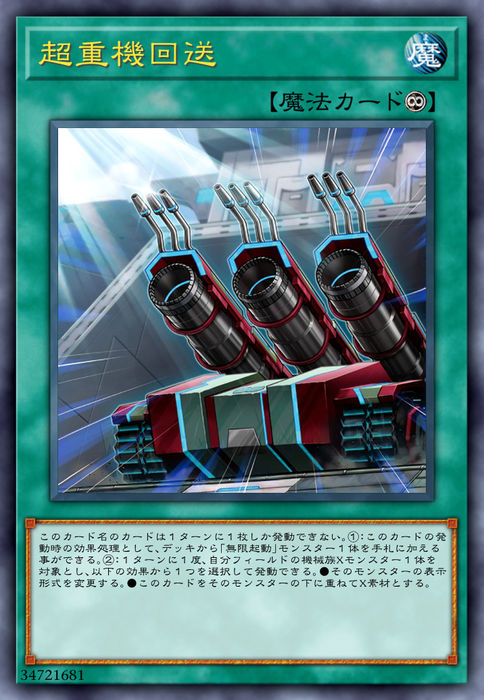 超重機回送
魔
【魔法カード】
このカード名のカードは1ターンに1枚しか発動できない。①:このカードの発
動時の効果処理として、デッキから「無限起動」モンスター1体を手札に加える
事ができる。②:1ターンに1度、自分フィールドの機械族Xモンスター1体を
対象とし、以下の効果から1つを選択して発動できる。●そのモンスターの表示
形式を変更する。●このカードをそのモンスターの下に重ねてX素材とする。
34721681